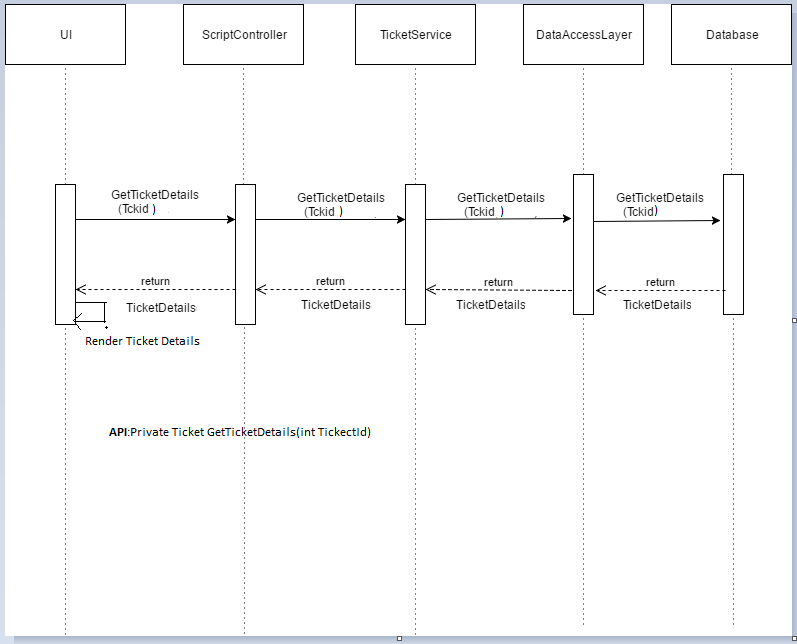 UI
ScriptController
TicketService
DataAccessLayer
Database
GetTicketDetails
(Tckid )
GetTicketDetails
(Tckid )
GetTicketDetails
(Tckid )
GetTicketDetails
(Tckid)
return
TicketDetails
return
TicketDetails
return
TicketDetails
return
TicketDetails
Render Ticket Details
API:Private Ticket GetTicketDetails(int TickectId)